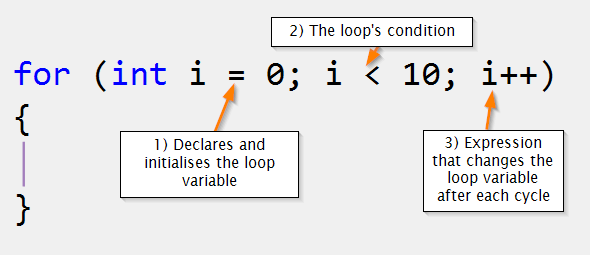 2) The loop's condition
for (int i = 0; i < 10; i++)
{
1) Declares and
initialises the loop
variable
3) Expression
that changes the
loop variable
after each cycle
}